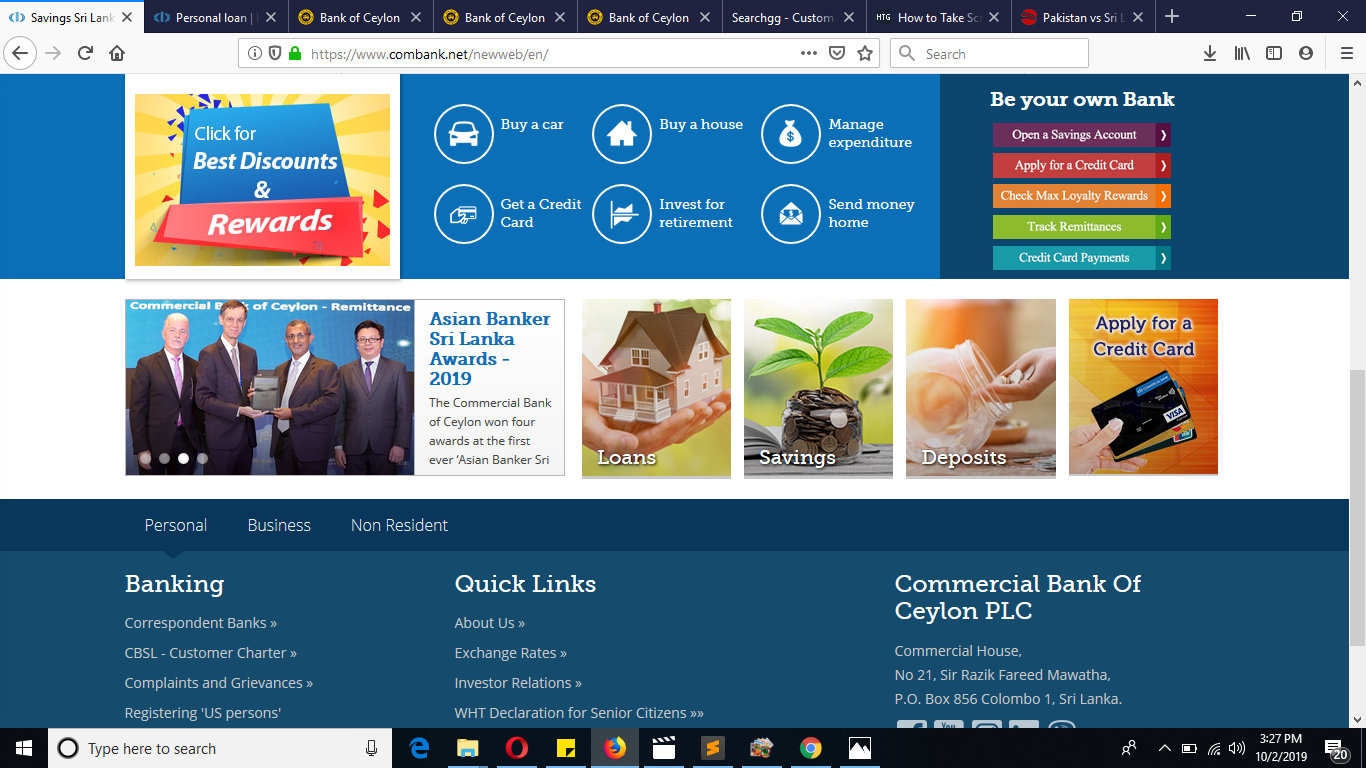 Savings Sri Lank
Personal loan |
Bank of Ceylon
Bank of Ceylon
Bank of Ceylon
Searchgg - Custom
HTG
How to Take Scr
Pakistan vs Sri L
https://www.combank.net/newweb/en/
Search
Click for
Best Discounts
&
Rewards
Buy a car
Buy a house
Manage
expenditure
Get a Credit
Card
Invest for
retirement
Send money
home
Be your own Bank
Open a Savings Account
Apply for a Credit Card
Check Max Loyalty Rewards
Track Remittances
Credit Card Payments
Commercial Bank of Ceylon - Remittance
Asian Banker
Sri Lanka
Awards -
2019
The Commercial Bank
of Ceylon won four
awards at the first
ever ‘Asian Banker Sri
Loans
Savings
Deposits
Apply for a
Credit Card
VISA
Personal
Business
Non Resident
Banking
Correspondent Banks »
CBSL - Customer Charter »
Complaints and Grievances »
Registering 'US persons'
Quick Links
About Us »
Exchange Rates »
Investor Relations »
WHT Declaration for Senior Citizens »»
Commercial Bank Of
Ceylon PLC
Commercial House,
No 21, Sir Razik Fareed Mawatha,
P.O. Box 856 Colombo 1, Sri Lanka.
You
Type here to search
3:27 PM
10/2/2019
20